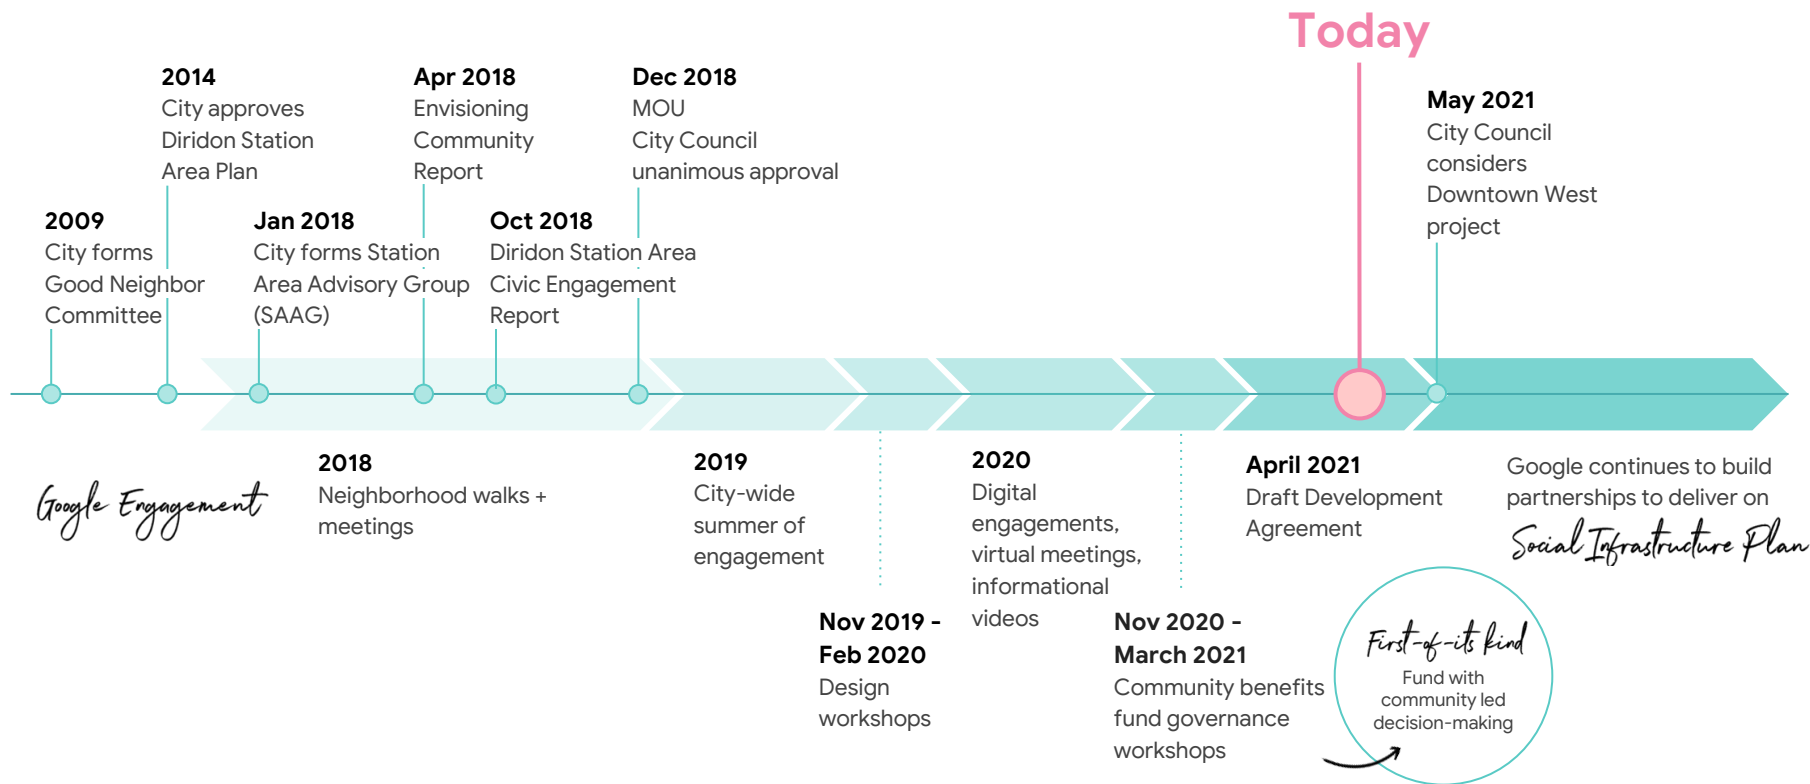 Today
2014
City approves
Diridon Station
Area Plan
Apr 2018
Envisioning
Community
Report
Dec 2018
MOU
City Council
unanimous approval
May 2021
City Council
considers
Downtown West
project
2009
City forms
Good Neighbor
Committee
Jan 2018
City forms Station
Area Advisory Group
(SAAG)
Oct 2018
Diridon Station Area
Civic Engagement
Report
Google Engagement
2018
Neighborhood walks +
meetings
2019
City-wide
summer of
engagement
Nov 2019 -
Feb 2020
Design
workshops
2020
Digital
engagements,
virtual meetings,
informational
videos
Nov 2020 -
March 2021
Community benefits
fund governance
workshops
April 2021
Draft Development
Agreement
Google continues to build
partnerships to deliver on
Social Infrastructure Plan
First-of-its kind
Fund with
community led
decision-making